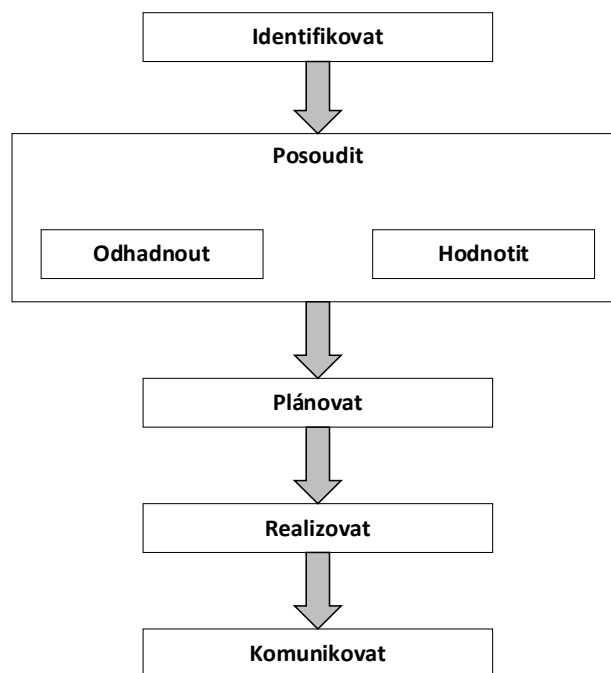 Identifikovat
Posoudit
Odhadnout
Hodnotit
Plánovat
Realizovat
Komunikovat